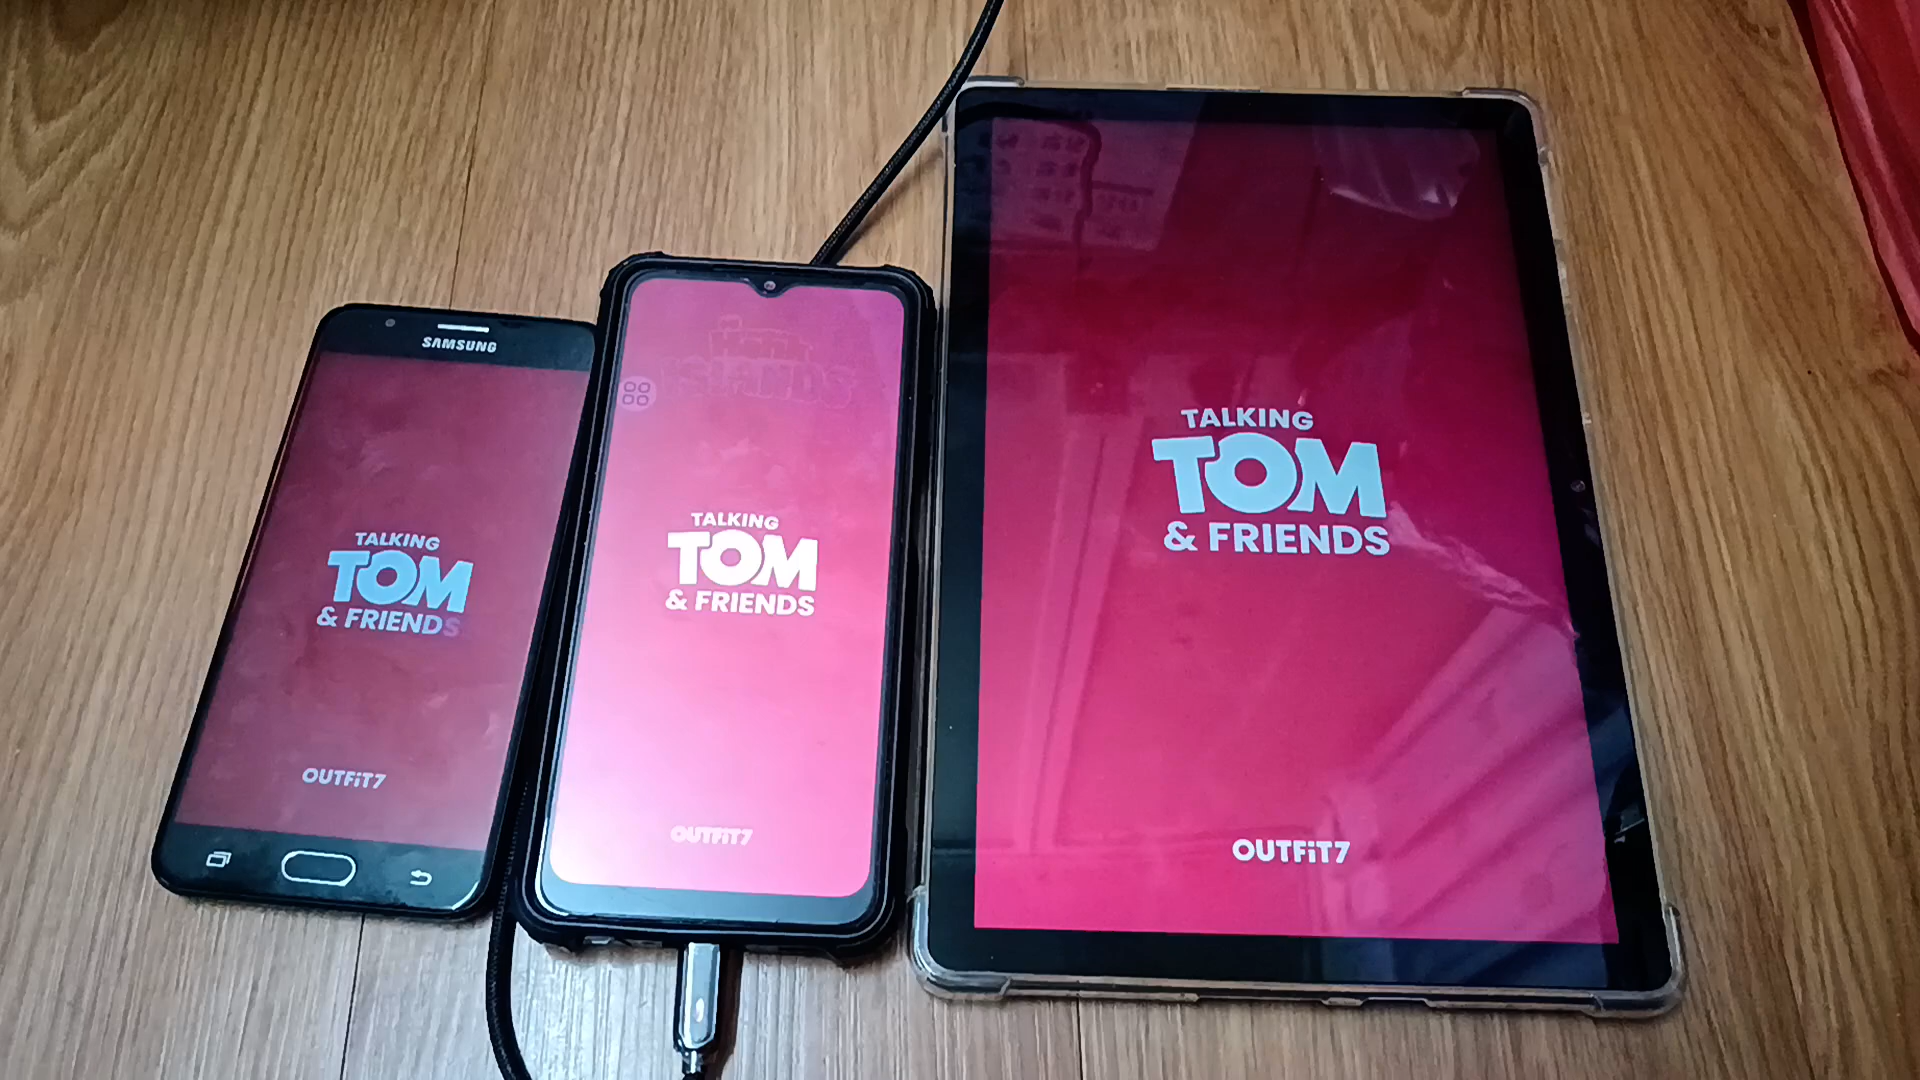 SAMSUNG
TALKING
TOM
& FRIENDS
OUTFiT7
TALKING
TOM
& FRIENDS
OUTFiT7
TALKING
TOM
& FRIENDS
OUTFiT7